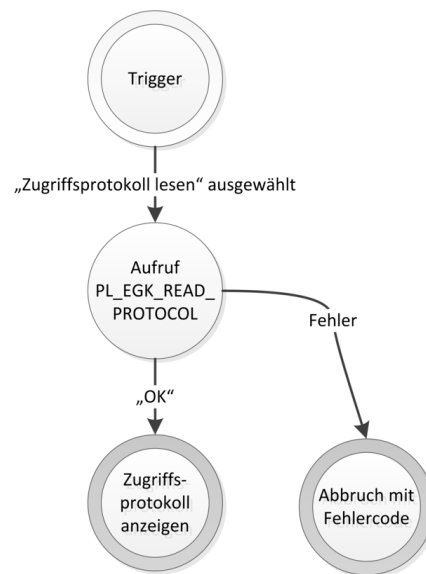 Trigger
„Zugriffsprotokoll lesen“ ausgewählt
Aufruf
PL_EGK_READ_
PROTOCOL
Fehler
„OK“
Zugriffs-
protokoll
anzeigen
Abbruch mit
Fehlercode